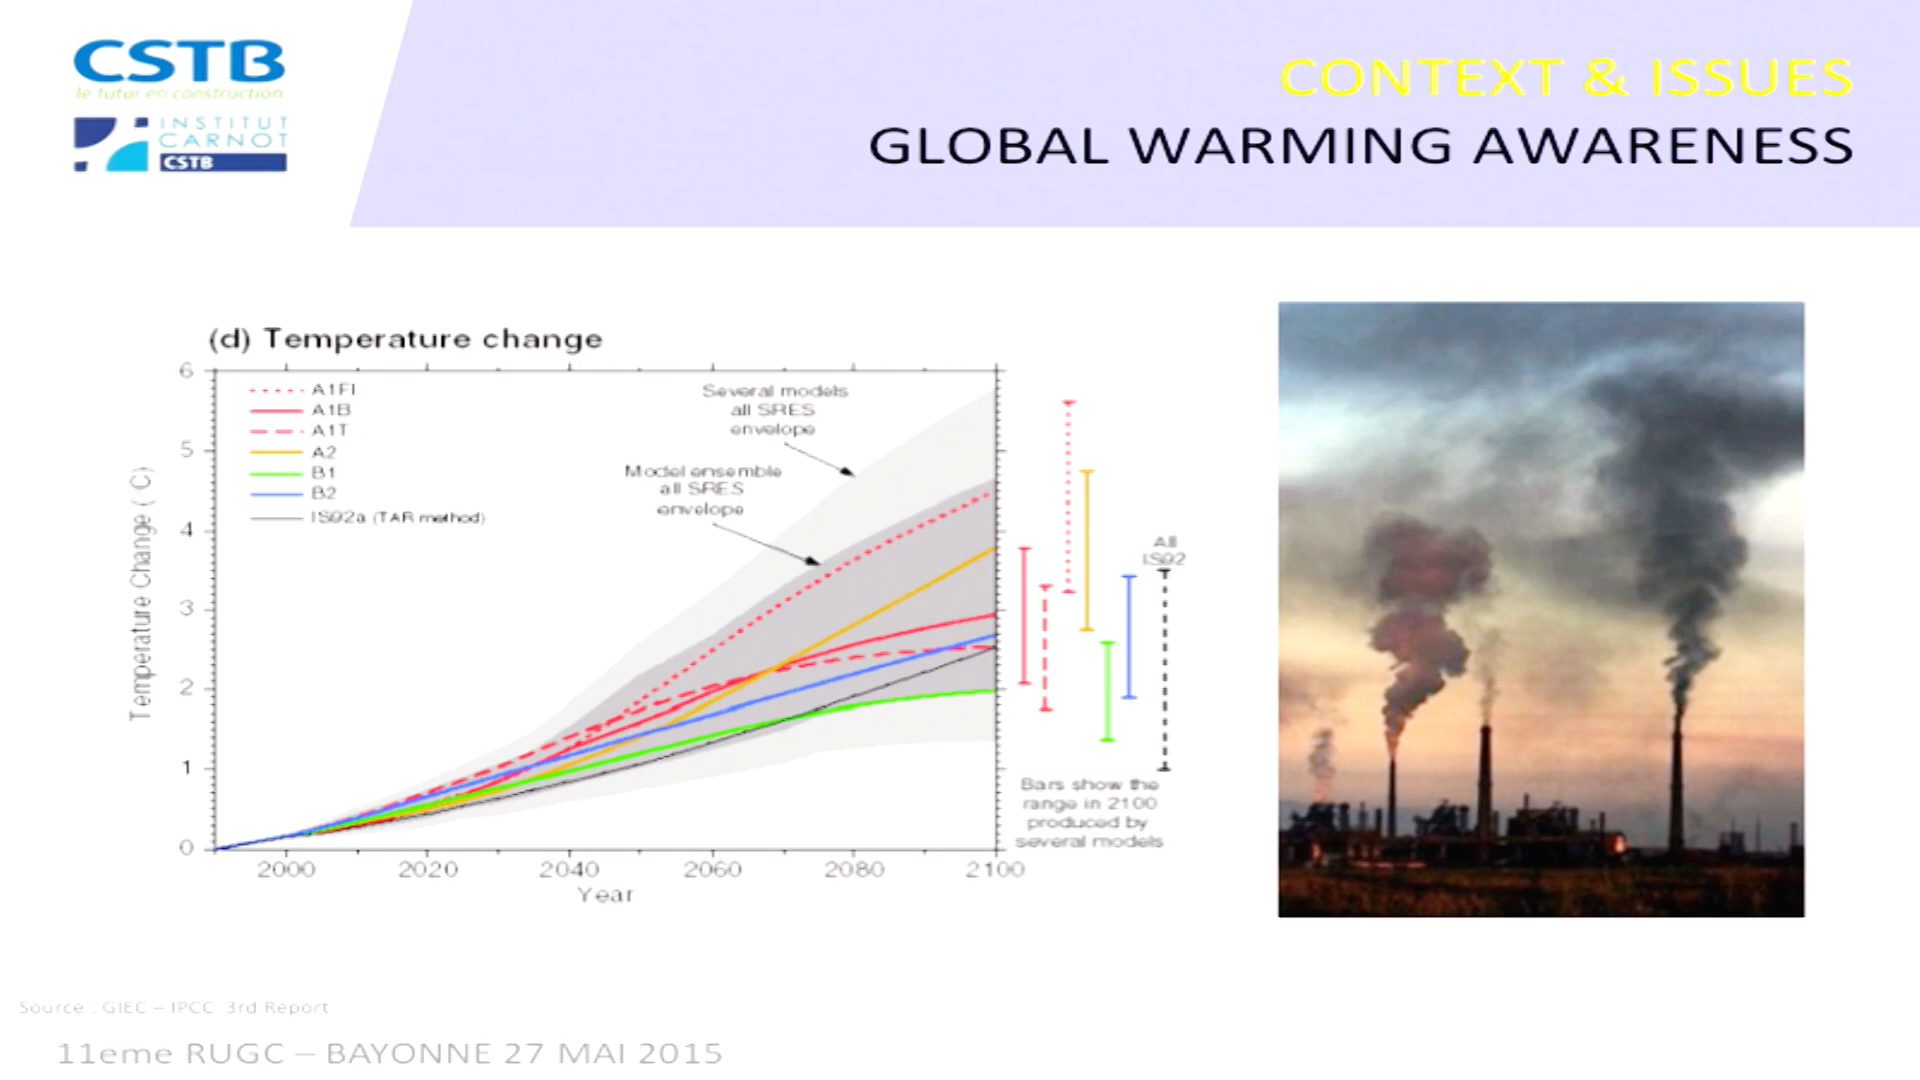 CSTB
le futur en construction
INSTITUT
CARNOT
CSTB
CONTEXT & ISSUES
GLOBAL WARMING AWARENESS
(d) Temperature change
Temperature Change (°C)
6
5
4
3
2
1
0
A1FI
A1B
A1T
A2
B1
B2
IS92a (TAR method)
Several models
all SRES
envelope
Model ensemble
all SRES
envelope
All
IS92
Bars show the
range in 2100
produced by
several models
2000 2020 2040 2060 2080 2100
Year
Source : GIEC – IPCC 3rd Report
11eme RUGC – BAYONNE 27 MAI 2015